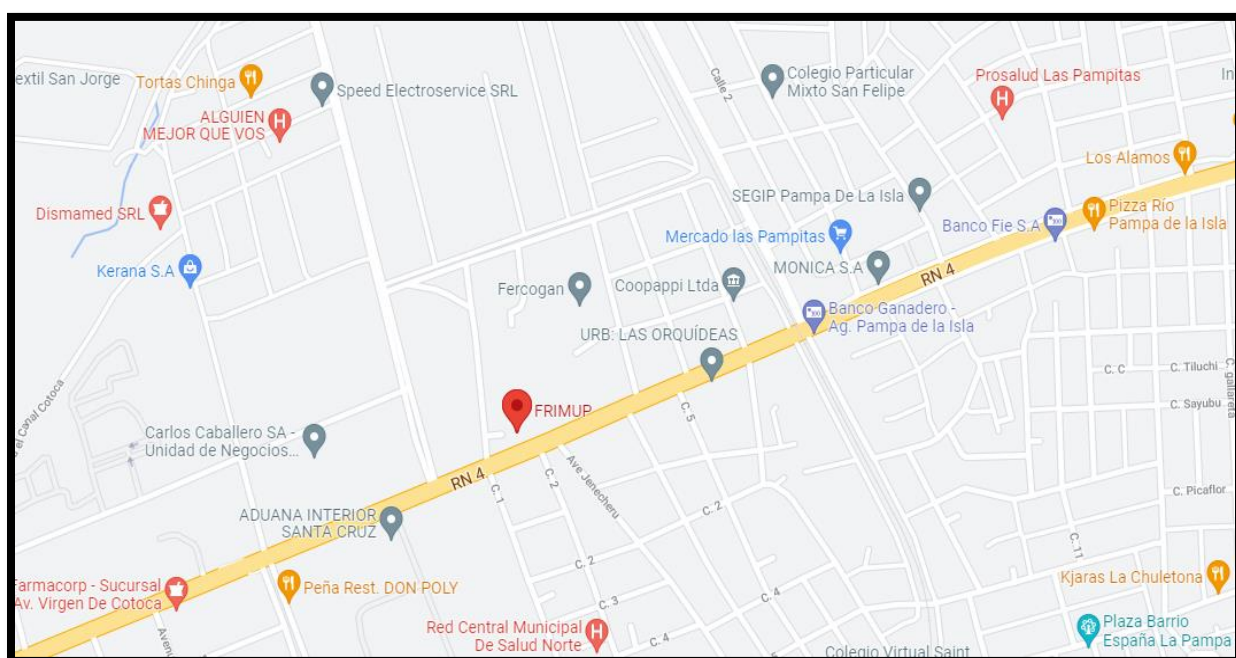 extil San Jorge
Tortas Chinga
Speed Electroservice SRL
ALGUIEN
MEJOR QUE VOS
Calle 2
Colegio Particular
Mixto San Felipe
Prosalud Las Pampitas
In
Los Alamos
Dismamed SRL
SEGIP Pampa De La Isla
Pizza Río
Pampa de la Isla
Banco Fie S.A
Mercado las Pampitas
Kerana S.A
MONICA S.A
RN 4
Fercogan
Coopappi Ltda
Banco Ganadero -
Ag. Pampa de la Isla
URB: LAS ORQUÍDEAS
C. C
C. Tiluchi
C. gallareta
C. Sayubu
a el Canal Cotoca
FRIMUP
C. 5
Carlos Caballero SA -
Unidad de Negocios...
RN 4
C. 1
C. 2
Ave Jenecheru
C. Picaflor
C. 2
ADUANA INTERIOR
SANTA CRUZ
C. 11
C. 2
Farmacorp - Sucursal
Av. Virgen De Cotoca
Peña Rest. DON POLY
C. 3
C. 4
Kjaras La Chuletona
Red Central Municipal
De Salud Norte
C. 4
Plaza Barrio
España La Pampa
Avenu
Colegio Virtual Saint